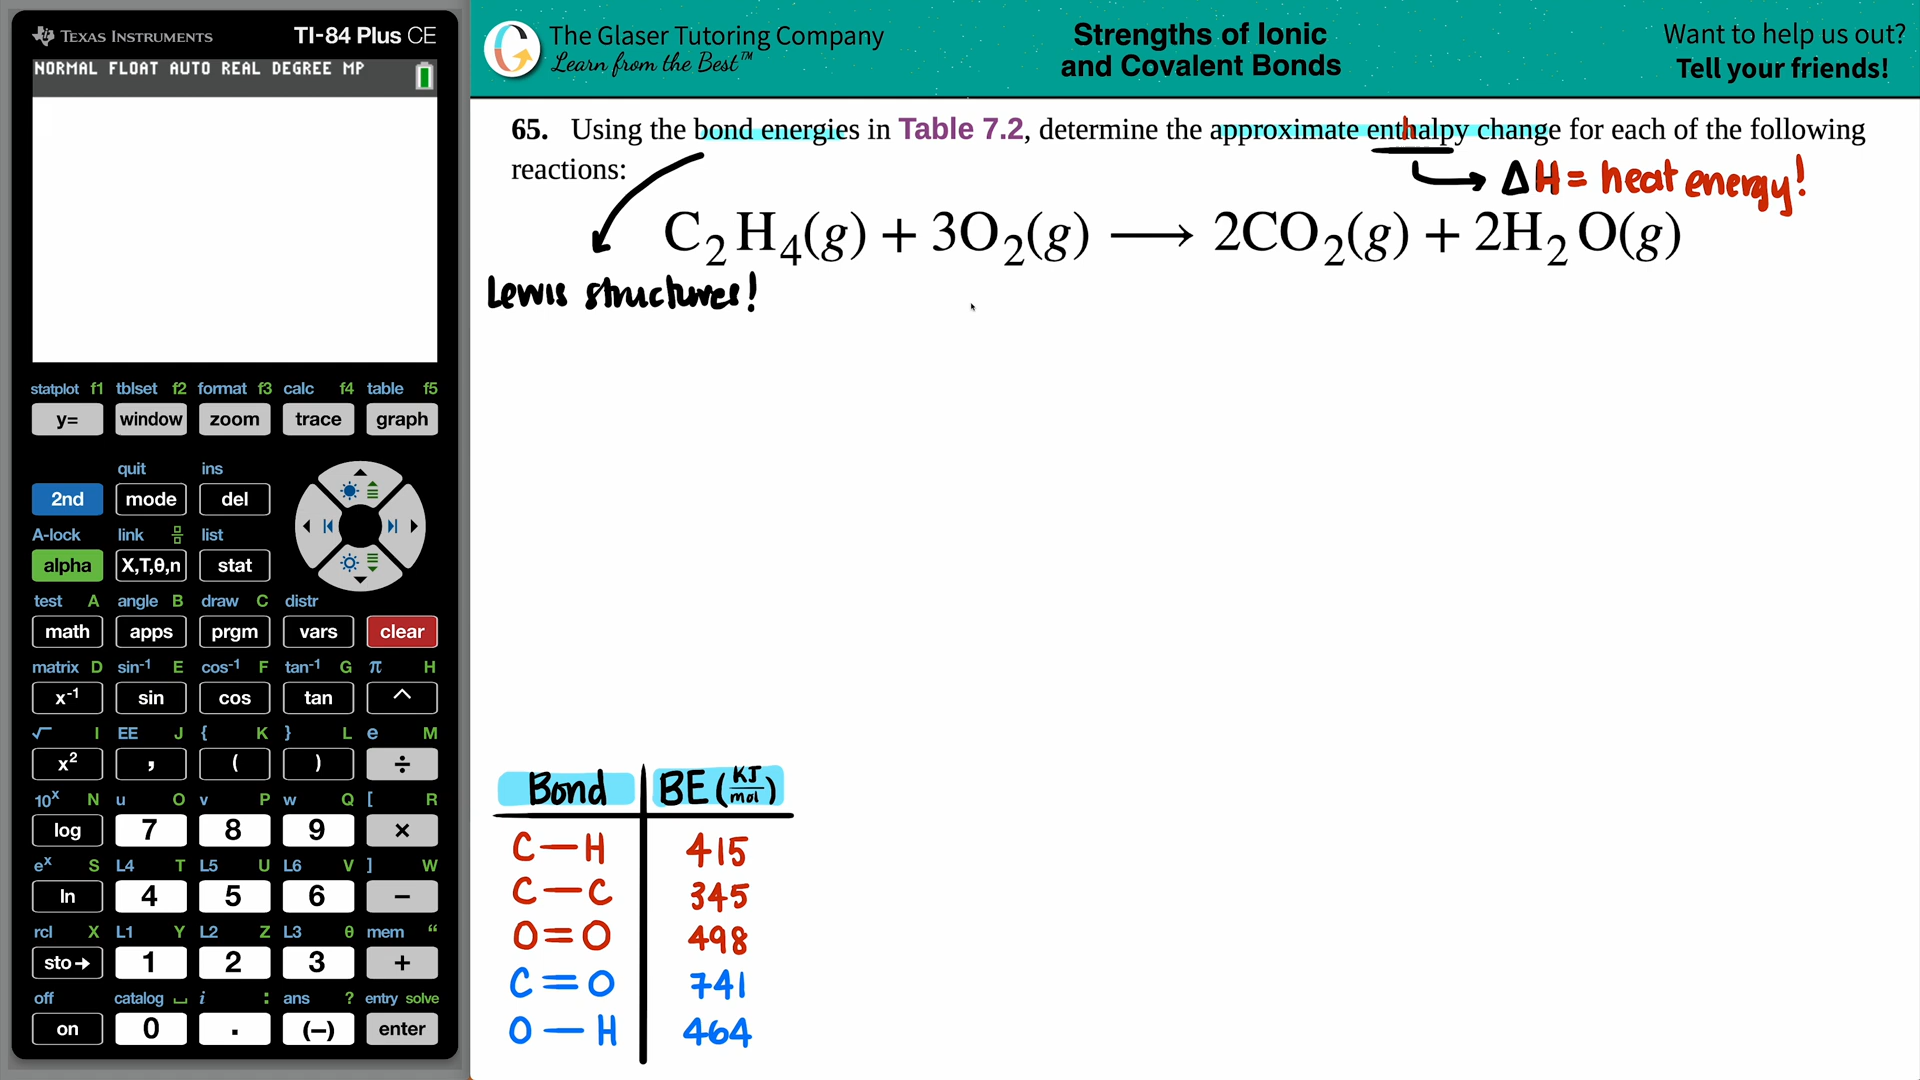 TEXAS INSTRUMENTS TI-84 Plus CE
NORMAL FLOAT AUTO REAL DEGREE MP
statplot f1 tblset f2 format f3 calc f4 table f5
y= window zoom trace graph
quit ins
2nd mode del
A-lock link list
alpha X,T,θ,n stat
test A angle B draw C distr
math apps prgm vars clear
matrix D sin⁻¹ E cos⁻¹ F tan⁻¹ G π H
x⁻¹ sin cos tan ^
√ I EE J { K } L e M
x² , ( ) ÷
10ˣ N u O v P w Q [ R
log 7 8 9 ×
eˣ S L4 T L5 U L6 V ] W
ln 4 5 6 −
rcl X L1 Y L2 Z L3 θ mem “
sto→ 1 2 3 +
off catalog ⎵ i : ans ? entry solve
on 0 . (−) enter
The Glaser Tutoring Company
Learn from the Best™
Strengths of Ionic
and Covalent Bonds
Want to help us out?
Tell your friends!
65. Using the bond energies in Table 7.2, determine the approximate enthalpy change for each of the following
reactions:
ΔH = heat energy!
C₂H₄(g) + 3O₂(g) ⟶ 2CO₂(g) + 2H₂O(g)
Lewis structures!
Bond BE (KJ/mol)
C—H 415
C—C 345
O=O 498
C=O 741
O—H 464